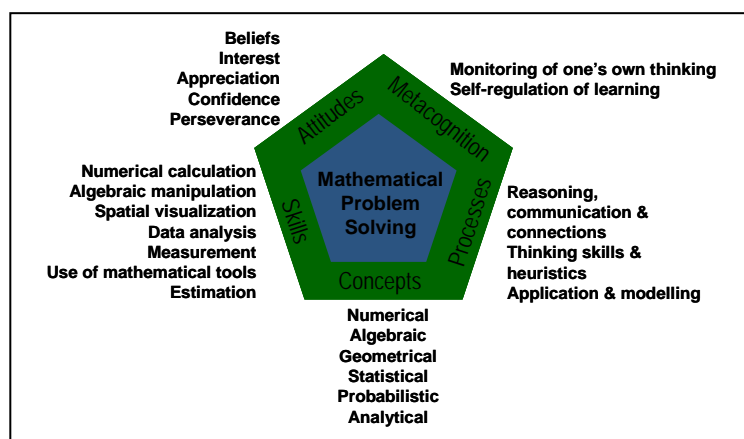 Beliefs
Interest
Appreciation
Confidence
Perseverance
Monitoring of one's own thinking
Self-regulation of learning
Attitudes
Metacognition
Numerical calculation
Algebraic manipulation
Spatial visualization
Data analysis
Measurement
Use of mathematical tools
Estimation
Skills
Mathematical
Problem
Solving
Processes
Reasoning,
communication &
connections
Thinking skills &
heuristics
Application & modelling
Concepts
Numerical
Algebraic
Geometrical
Statistical
Probabilistic
Analytical